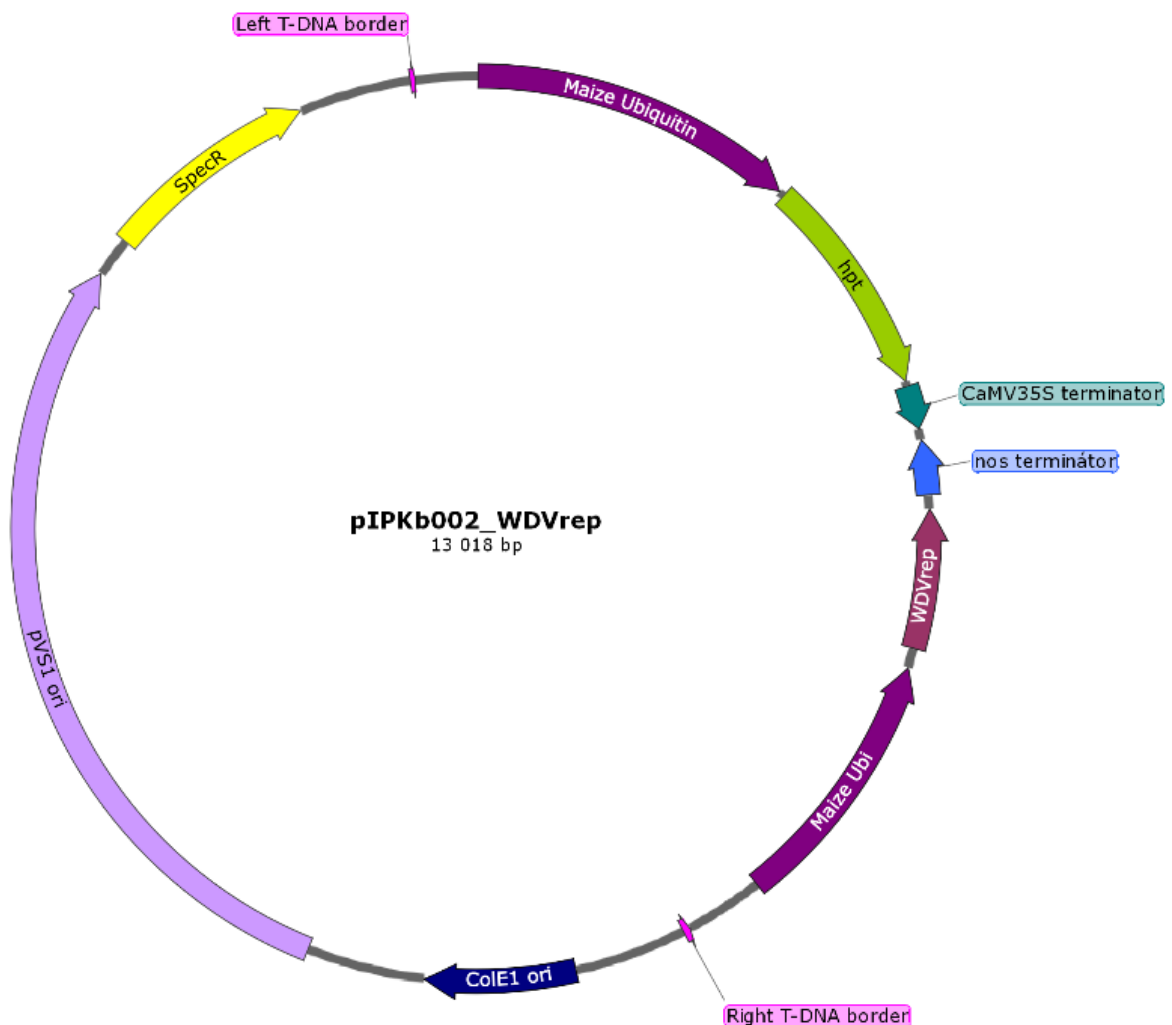 Left T-DNA border
Maize Ubiquitin
SpecR
hpt
CaMV35S terminator
nos terminátor
pIPKb002_WDVrep
13 018 bp
WDVrep
pVS1 ori
Maize Ubi
ColE1 ori
Right T-DNA border